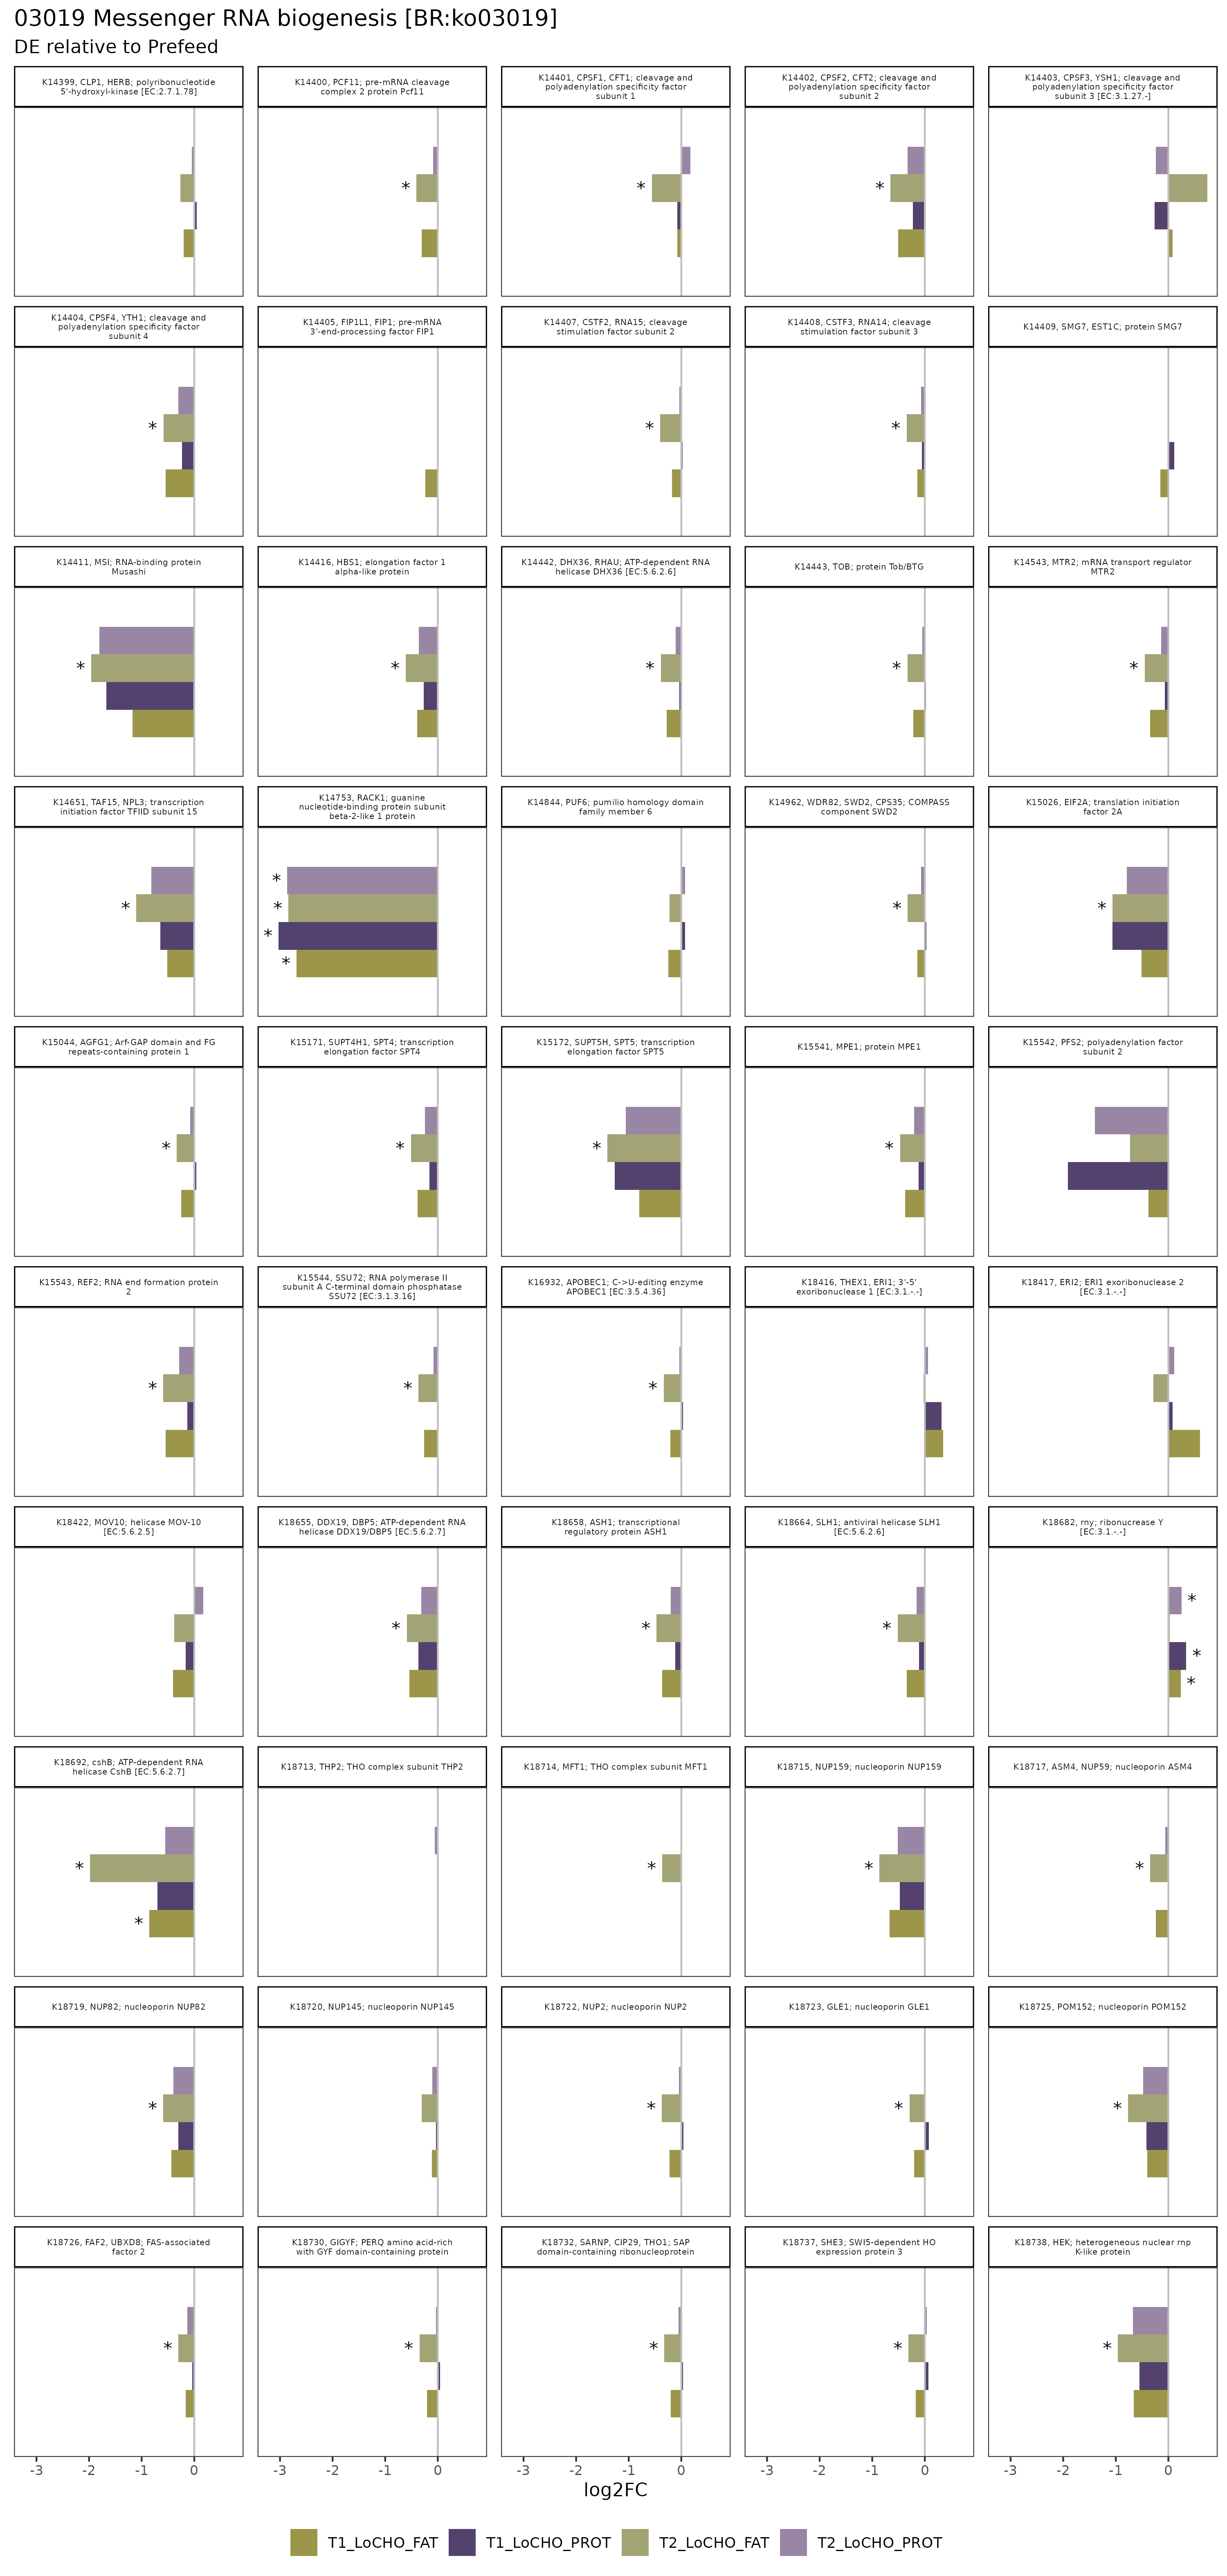 03019 Messenger RNA biogenesis [BR:ko03019]
DE relative to Prefeed
K14399, CLP1, HERB; polyribonucleotide
5'-hydroxyl-kinase [EC:2.7.1.78]
K14400, PCF11; pre-mRNA cleavage
complex 2 protein Pcf11
K14401, CPSF1, CFT1; cleavage and
polyadenylation specificity factor
subunit 1
K14402, CPSF2, CFT2; cleavage and
polyadenylation specificity factor
subunit 2
K14403, CPSF3, YSH1; cleavage and
polyadenylation specificity factor
subunit 3 [EC:3.1.27.-]
*
*
*
K14404, CPSF4, YTH1; cleavage and
polyadenylation specificity factor
subunit 4
K14405, FIP1L1, FIP1; pre-mRNA
3'-end-processing factor FIP1
K14407, CSTF2, RNA15; cleavage
stimulation factor subunit 2
K14408, CSTF3, RNA14; cleavage
stimulation factor subunit 3
K14409, SMG7, EST1C; protein SMG7
*
*
*
K14411, MSI; RNA-binding protein
Musashi
K14416, HBS1; elongation factor 1
alpha-like protein
K14442, DHX36, RHAU; ATP-dependent RNA
helicase DHX36 [EC:5.6.2.6]
K14443, TOB; protein Tob/BTG
K14543, MTR2; mRNA transport regulator
MTR2
*
*
*
*
*
K14651, TAF15, NPL3; transcription
initiation factor TFIID subunit 15
K14753, RACK1; guanine
nucleotide-binding protein subunit
beta-2-like 1 protein
K14844, PUF6; pumilio homology domain
family member 6
K14962, WDR82, SWD2, CPS35; COMPASS
component SWD2
K15026, EIF2A; translation initiation
factor 2A
*
*
*
*
*
*
*
K15044, AGFG1; Arf-GAP domain and FG
repeats-containing protein 1
K15171, SUPT4H1, SPT4; transcription
elongation factor SPT4
K15172, SUPT5H, SPT5; transcription
elongation factor SPT5
K15541, MPE1; protein MPE1
K15542, PFS2; polyadenylation factor
subunit 2
*
*
*
*
K15543, REF2; RNA end formation protein
2
K15544, SSU72; RNA polymerase II
subunit A C-terminal domain phosphatase
SSU72 [EC:3.1.3.16]
K16932, APOBEC1; C->U-editing enzyme
APOBEC1 [EC:3.5.4.36]
K18416, THEX1, ERI1; 3'-5'
exoribonuclease 1 [EC:3.1.-.-]
K18417, ERI2; ERI1 exoribonuclease 2
[EC:3.1.-.-]
*
*
*
K18422, MOV10; helicase MOV-10
[EC:5.6.2.5]
K18655, DDX19, DBP5; ATP-dependent RNA
helicase DDX19/DBP5 [EC:5.6.2.7]
K18658, ASH1; transcriptional
regulatory protein ASH1
K18664, SLH1; antiviral helicase SLH1
[EC:5.6.2.6]
K18682, rny; ribonucrease Y
[EC:3.1.-.-]
*
*
*
*
*
*
K18692, cshB; ATP-dependent RNA
helicase CshB [EC:5.6.2.7]
K18713, THP2; THO complex subunit THP2
K18714, MFT1; THO complex subunit MFT1
K18715, NUP159; nucleoporin NUP159
K18717, ASM4, NUP59; nucleoporin ASM4
*
*
*
*
*
K18719, NUP82; nucleoporin NUP82
K18720, NUP145; nucleoporin NUP145
K18722, NUP2; nucleoporin NUP2
K18723, GLE1; nucleoporin GLE1
K18725, POM152; nucleoporin POM152
*
*
*
*
K18726, FAF2, UBXD8; FAS-associated
factor 2
K18730, GIGYF; PERQ amino acid-rich
with GYF domain-containing protein
K18732, SARNP, CIP29, THO1; SAP
domain-containing ribonucleoprotein
K18737, SHE3; SWI5-dependent HO
expression protein 3
K18738, HEK; heterogeneous nuclear rnp
K-like protein
*
*
*
*
*
-3 -2 -1 0
-3 -2 -1 0
-3 -2 -1 0
-3 -2 -1 0
-3 -2 -1 0
log2FC
T1_LoCHO_FAT T1_LoCHO_PROT T2_LoCHO_FAT T2_LoCHO_PROT